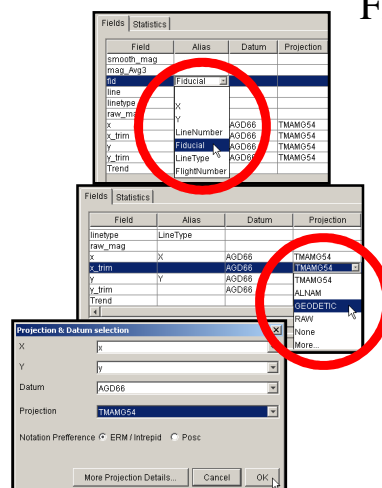 F
Fields Statistics
Field Alias Datum Projection
smooth_mag
mag_Avg3
fid Fiducial
line
linetype X
raw_ma Y
x LineNumber AGD66 TMAMG54
x_trim Fiducial AGD66 TMAMG54
y LineType AGD66 TMAMG54
y_trim FlightNumber AGD66 TMAMG54
Trend
Fields Statistics
Field Alias Datum Projection
linetype LineType
raw_mag
x X AGD66 TMAMG54
x_trim AGD66 TMAMG54
y Y AGD66 TMAMG54
y_trim AGD66 ALNAM
Trend GEODETIC
RAW
None
More...
Projection & Datum selection
X x
Y y
Datum AGD66
Projection TMAMG54
Notation Prefference ERM / Intrepid Posc
More Projection Details... Cancel OK